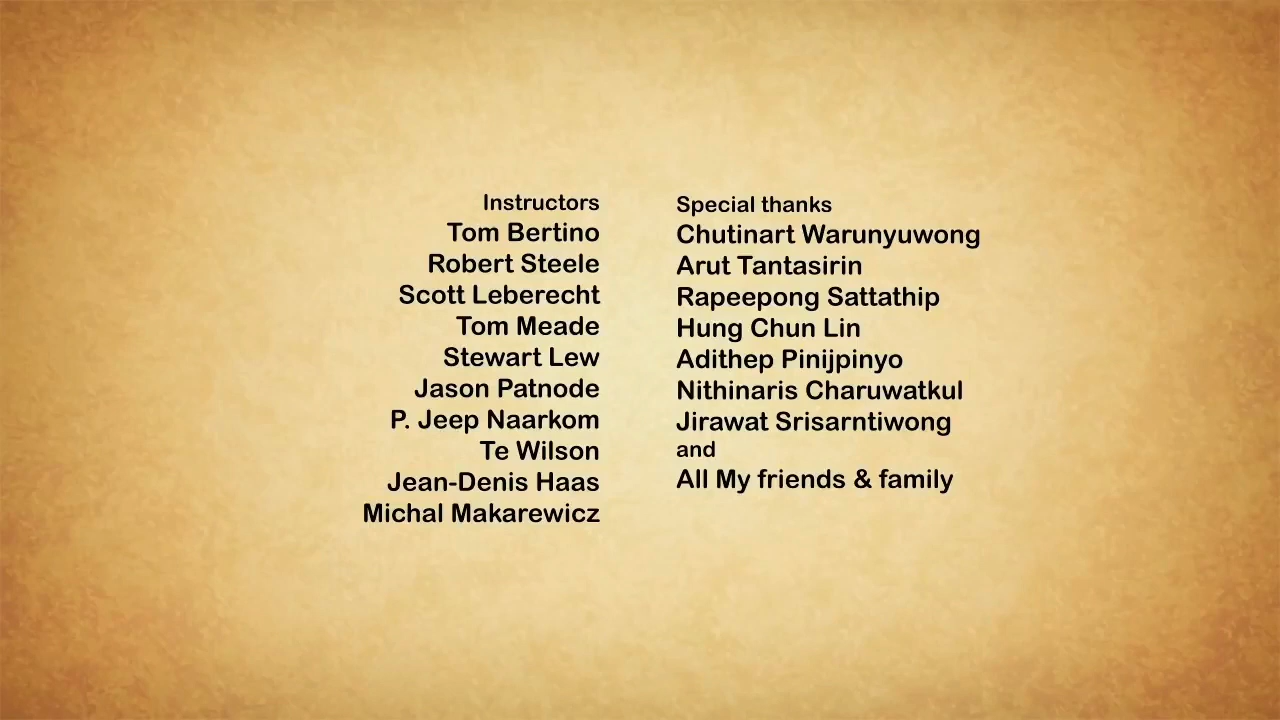 Instructors
Tom Bertino
Robert Steele
Scott Leberecht
Tom Meade
Stewart Lew
Jason Patnode
P. Jeep Naarkom
Te Wilson
Jean-Denis Haas
Michal Makarewicz
Special thanks
Chutinart Warunyuwong
Arut Tantasirin
Rapeepong Sattathip
Hung Chun Lin
Adithep Pinijpinyo
Nithinaris Charuwatkul
Jirawat Srisarntiwong
and
All My friends & family